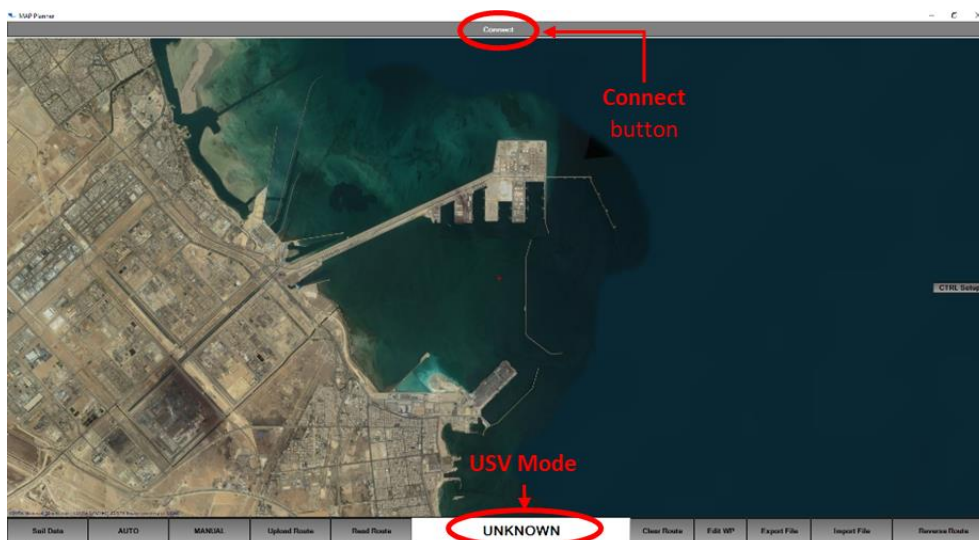 MAP Planner
Connect
Connect
button
CTRL Setup
USV Mode
Sail Data AUTO MANUAL Upload Route Read Route UNKNOWN Clear Route Edit WP Export File Import File Reverse Route